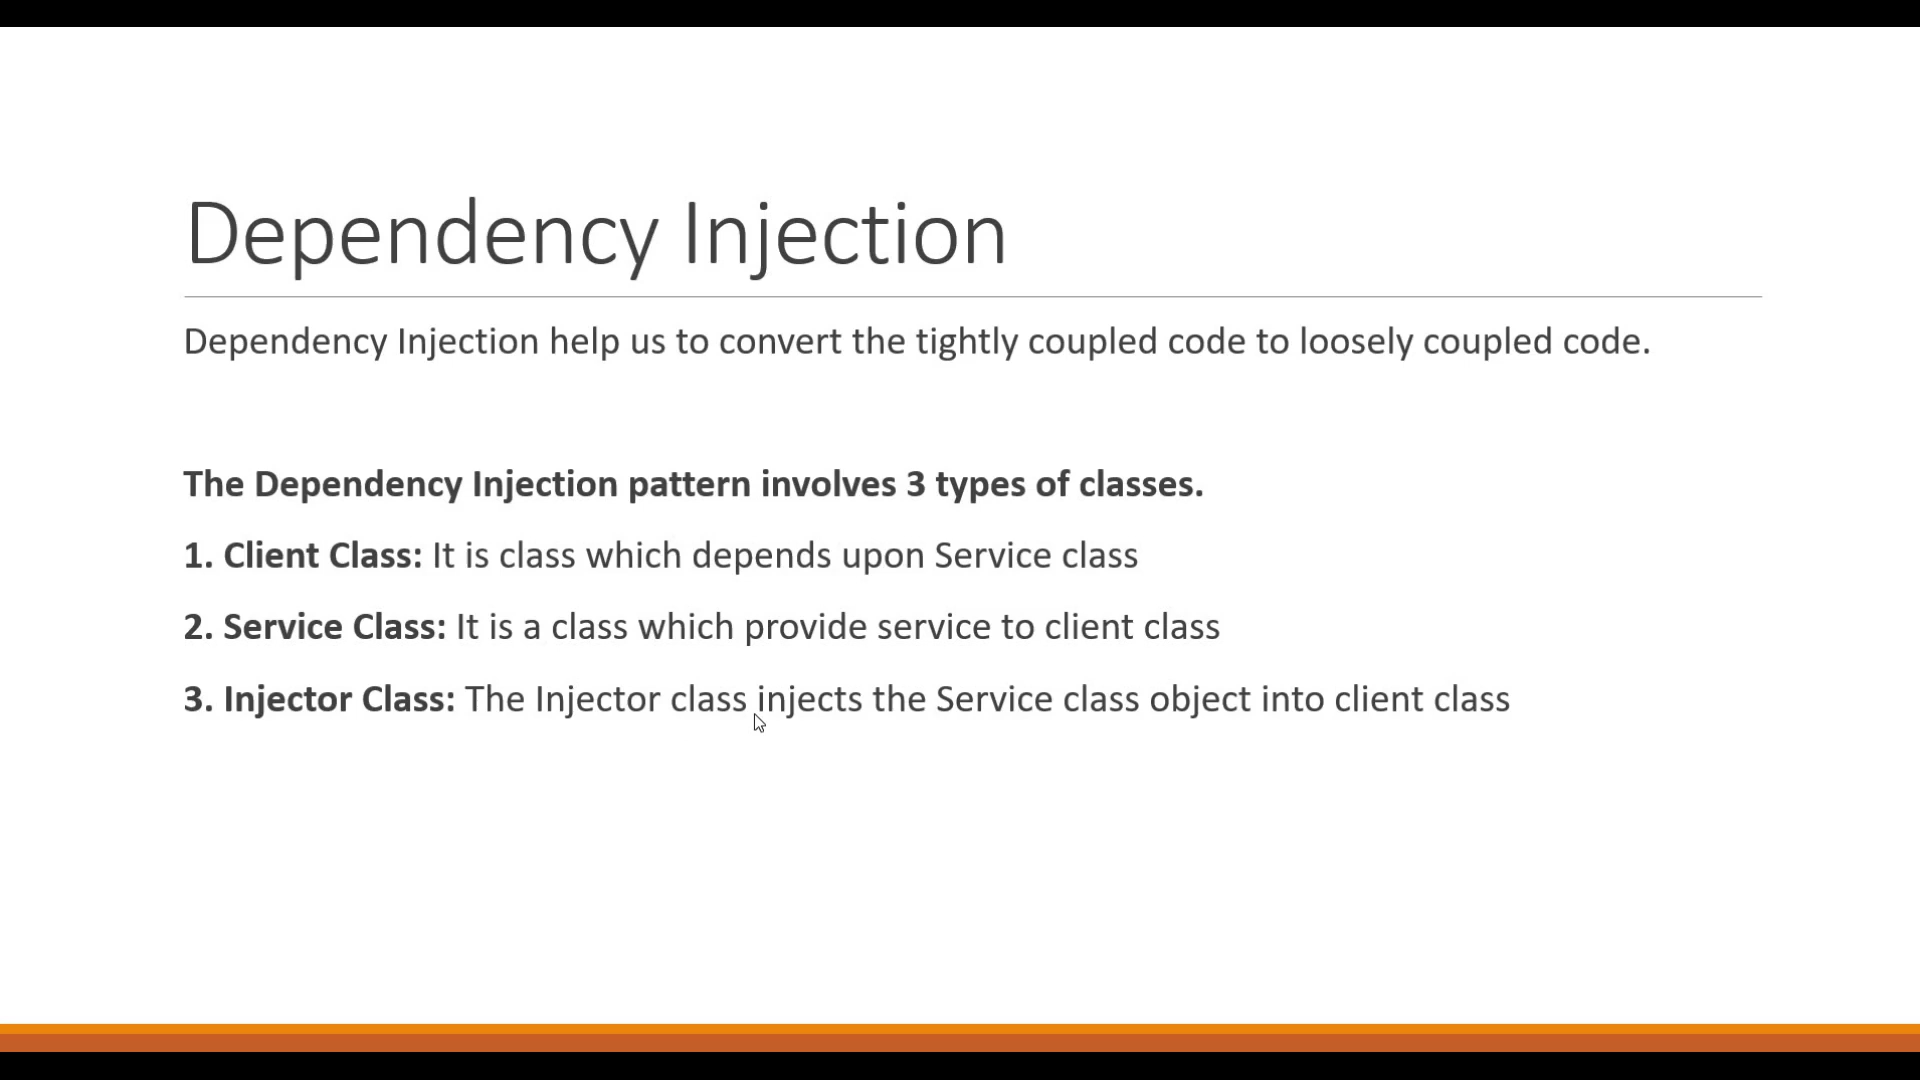 Dependency Injection
Dependency Injection help us to convert the tightly coupled code to loosely coupled code.
The Dependency Injection pattern involves 3 types of classes.
1. Client Class: It is class which depends upon Service class
2. Service Class: It is a class which provide service to client class
3. Injector Class: The Injector class injects the Service class object into client class